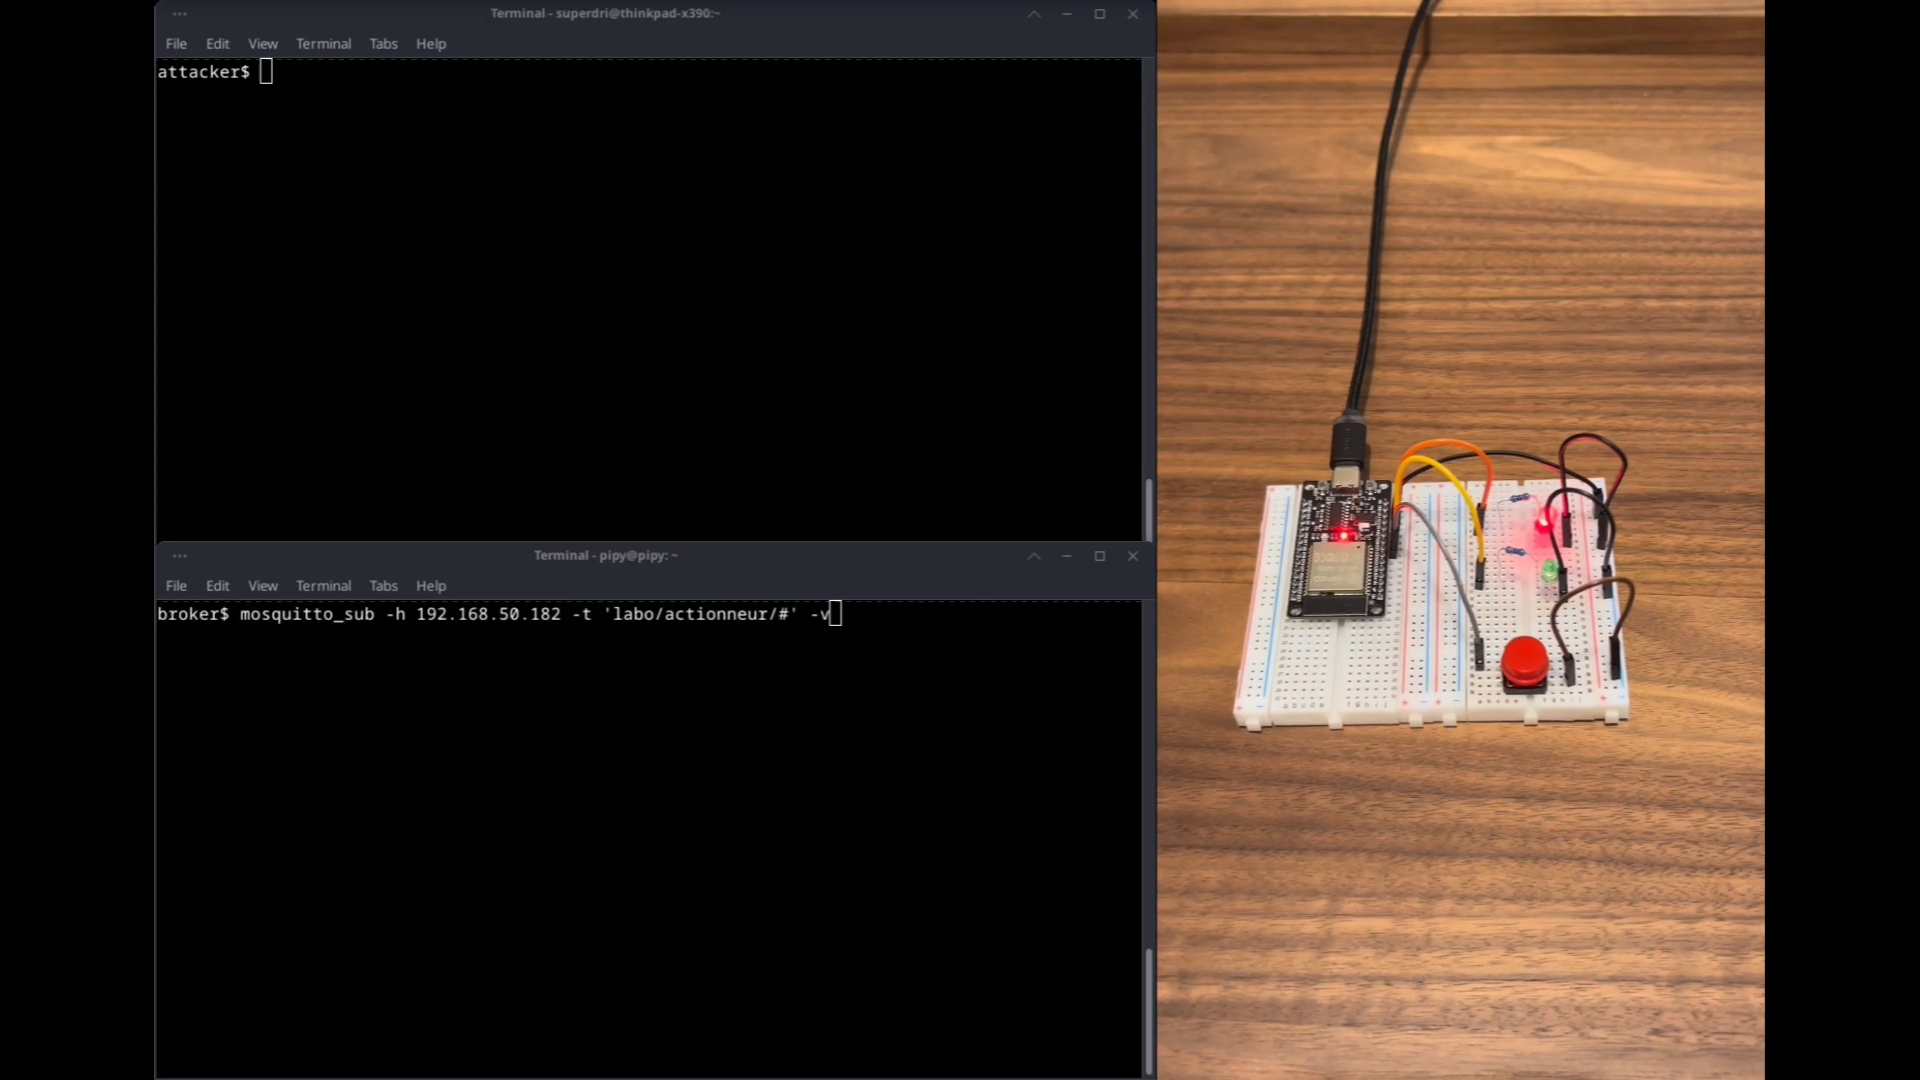 Terminal - superdri@thinkpad-x390:~
File Edit View Terminal Tabs Help
attacker$
Terminal - pipy@pipy: ~
File Edit View Terminal Tabs Help
broker$ mosquitto_sub -h 192.168.50.182 -t 'labo/actionneur/#' -v